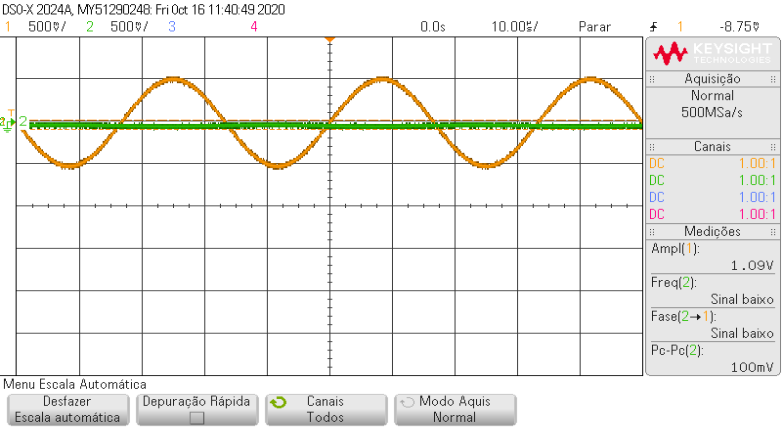 DSO-X 2024A, MY51290248: Fri Oct 16 11:40:49 2020
1 500V/ 2 500V/ 3 4 0.0s 10.00s/ Parar 1 -8.75V
KEYSIGHT
TECHNOLOGIES
Aquisição
Normal
500MSa/s
Canais
DC 1.00:1
DC 1.00:1
DC 1.00:1
DC 1.00:1
Medições
Ampl(1):
1.09V
Freq(2):
Sinal baixo
Fase(2→1):
Sinal baixo
Pc-Pc(2):
100mV
2
Menu Escala Automática
Desfazer
Escala automática
Depuração Rápida
Canais
Todos
Modo Aquis
Normal